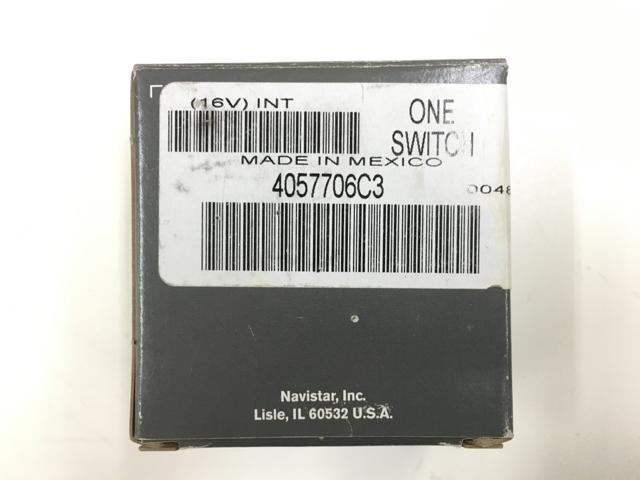 (16V) INT
ONE
SWITCH
MADE IN MEXICO
4057706C3
0048
Navistar, Inc.
Lisle, IL 60532 U.S.A.